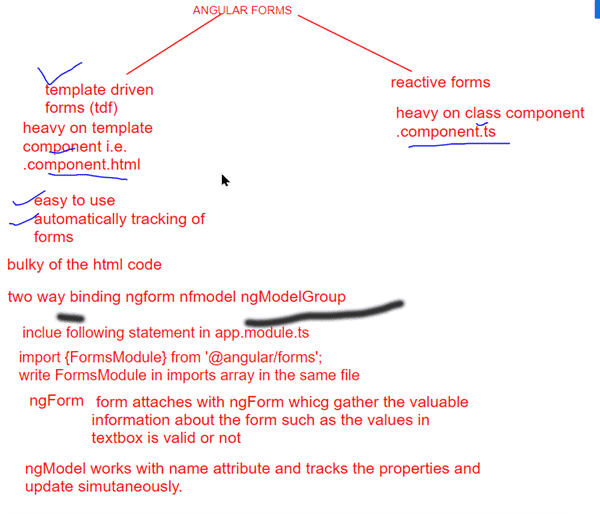 ANGULAR FORMS
template driven
forms (tdf)
heavy on template
component i.e.
.component.html
reactive forms
heavy on class component
.component.ts
easy to use
automatically tracking of
forms
bulky of the html code
two way binding ngform nfmodel ngModelGroup
inclue following statement in app.module.ts
import {FormsModule} from '@angular/forms';
write FormsModule in imports array in the same file
ngForm form attaches with ngForm whicg gather the valuable
information about the form such as the values in
textbox is valid or not
ngModel works with name attribute and tracks the properties and
update simutaneously.